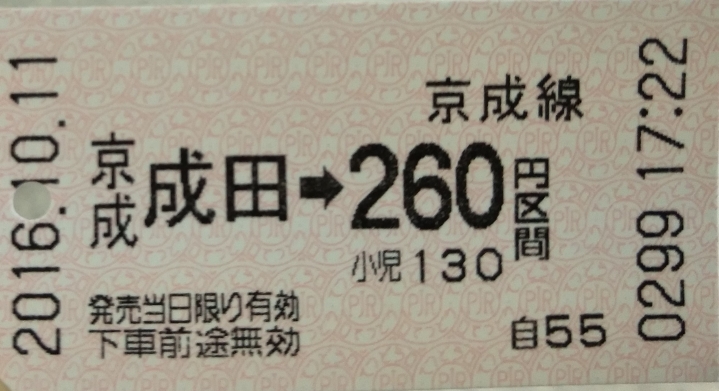 2016.10.11
京成線
京成成田➡260円区間
小児130
発売当日限り有効
下車前途無効
自55
0299 17:22